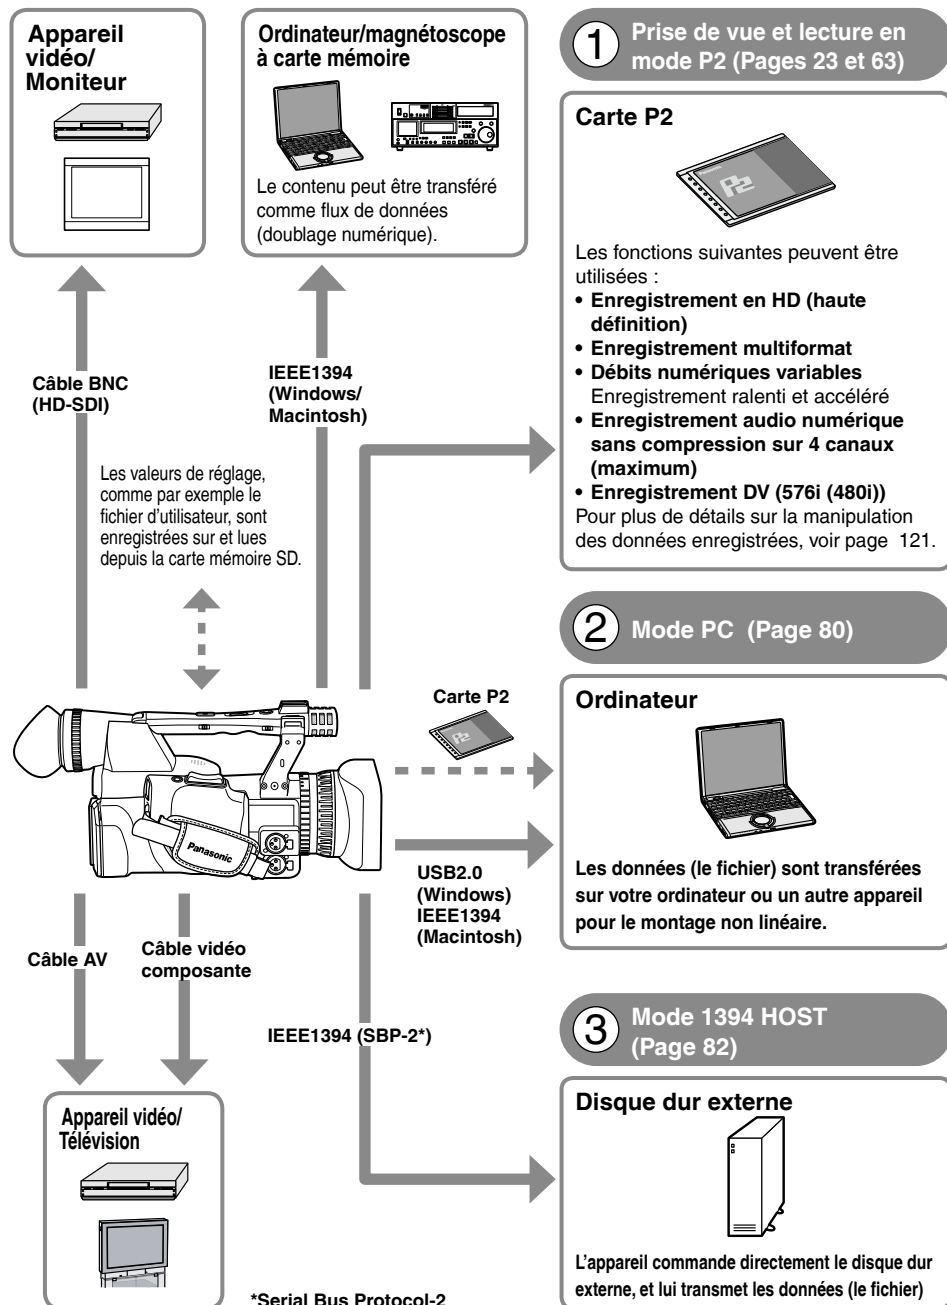 Appareil
vidéo/
Moniteur
Ordinateur/magnétoscope
à carte mémoire
Le contenu peut être transféré
comme flux de données
(doublage numérique).
1 Prise de vue et lecture en
mode P2 (Pages 23 et 63)
Carte P2
Panasonic
P2
Les fonctions suivantes peuvent être
utilisées :
• Enregistrement en HD (haute
définition)
• Enregistrement multiformat
• Débits numériques variables
Enregistrement ralenti et accéléré
• Enregistrement audio numérique
sans compression sur 4 canaux
(maximum)
• Enregistrement DV (576i (480i))
Pour plus de détails sur la manipulation
des données enregistrées, voir page 121.
Câble BNC
(HD-SDI)
IEEE1394
(Windows/
Macintosh)
Les valeurs de réglage,
comme par exemple le
fichier d'utilisateur, sont
enregistrées sur et lues
depuis la carte mémoire SD.
2 Mode PC (Page 80)
Carte P2
P2
Ordinateur
Les données (le fichier) sont transférées
sur votre ordinateur ou un autre appareil
pour le montage non linéaire.
Panasonic
USB2.0
(Windows)
IEEE1394
(Macintosh)
Câble AV
Câble vidéo
composante
IEEE1394 (SBP-2*)
3 Mode 1394 HOST
(Page 82)
Disque dur externe
L'appareil commande directement le disque dur
externe, et lui transmet les données (le fichier)
Appareil vidéo/
Télévision
*Serial Bus Protocol-2